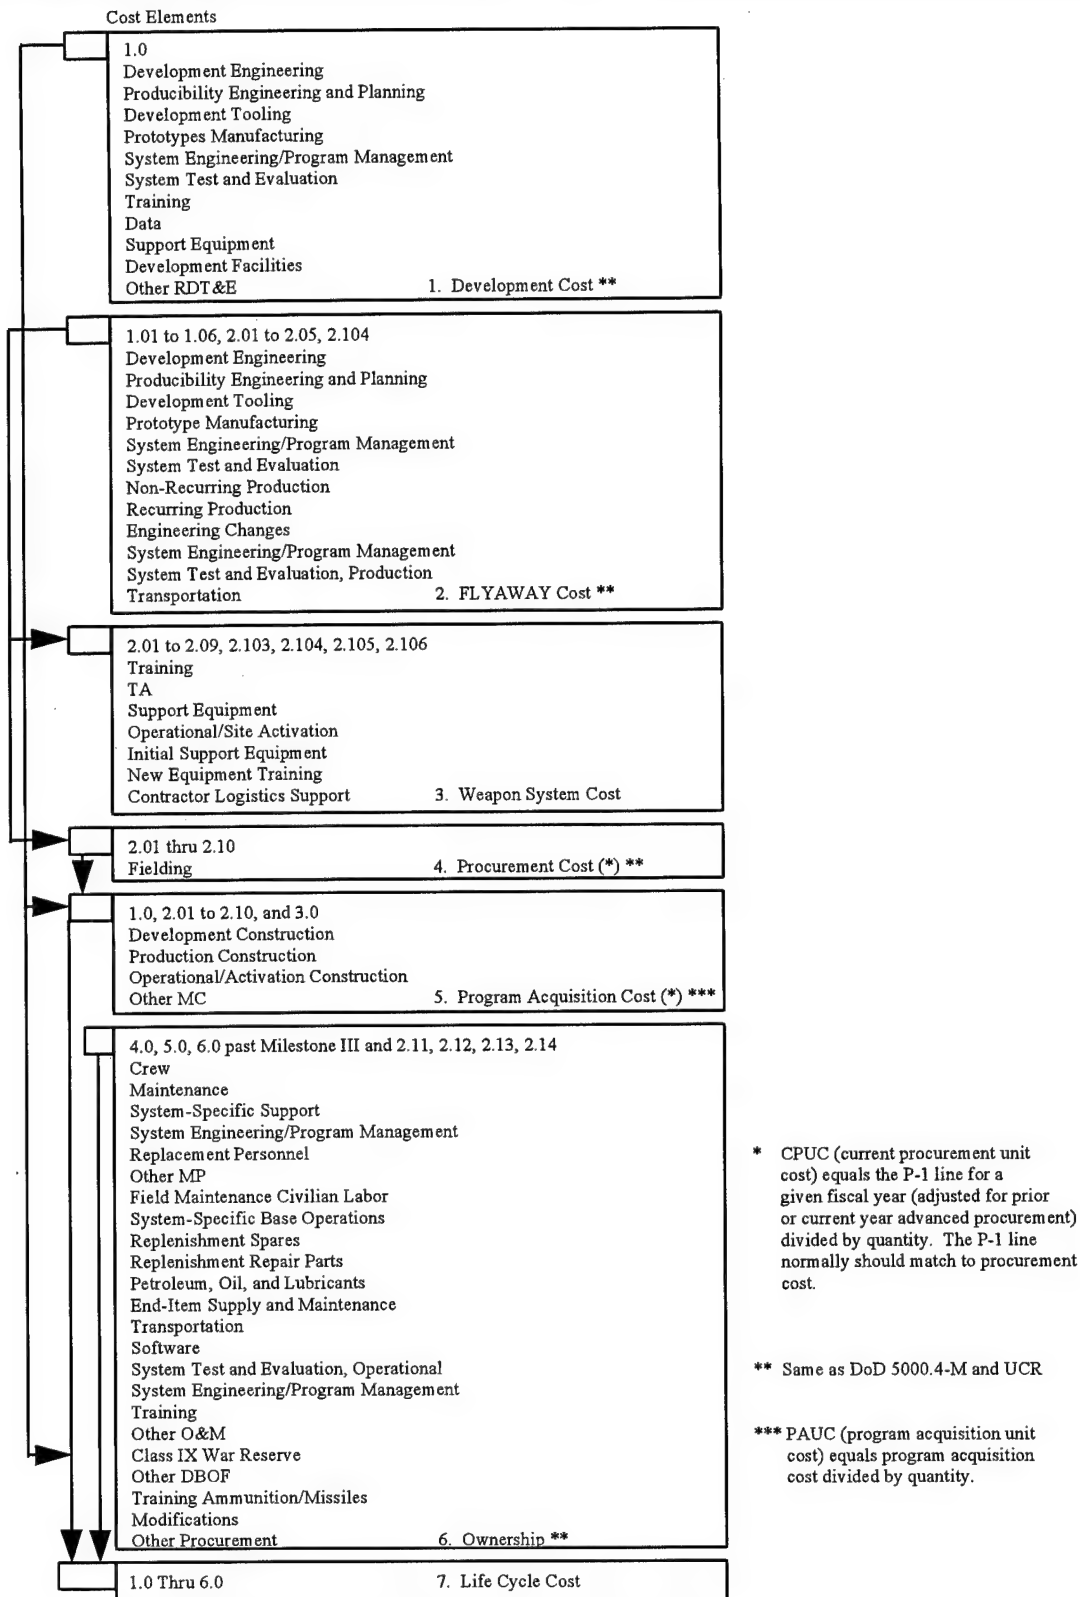 Cost Elements
1.0
Development Engineering
Producibility Engineering and Planning
Development Tooling
Prototypes Manufacturing
System Engineering/Program Management
System Test and Evaluation
Training
Data
Support Equipment
Development Facilities
Other RDT&E 1. Development Cost **
1.01 to 1.06, 2.01 to 2.05, 2.104
Development Engineering
Producibility Engineering and Planning
Development Tooling
Prototype Manufacturing
System Engineering/Program Management
System Test and Evaluation
Non-Recurring Production
Recurring Production
Engineering Changes
System Engineering/Program Management
System Test and Evaluation, Production
Transportation 2. FLYAWAY Cost **
2.01 to 2.09, 2.103, 2.104, 2.105, 2.106
Training
TA
Support Equipment
Operational/Site Activation
Initial Support Equipment
New Equipment Training
Contractor Logistics Support 3. Weapon System Cost
2.01 thru 2.10
Fielding 4. Procurement Cost (*) **
1.0, 2.01 to 2.10, and 3.0
Development Construction
Production Construction
Operational/Activation Construction
Other MC 5. Program Acquisition Cost (*) ***
4.0, 5.0, 6.0 past Milestone III and 2.11, 2.12, 2.13, 2.14
Crew
Maintenance
System-Specific Support
System Engineering/Program Management
Replacement Personnel
Other MP
Field Maintenance Civilian Labor
System-Specific Base Operations
Replenishment Spares
Replenishment Repair Parts
Petroleum, Oil, and Lubricants
End-Item Supply and Maintenance
Transportation
Software
System Test and Evaluation, Operational
System Engineering/Program Management
Training
Other O&M
Class IX War Reserve
Other DBOF
Training Ammunition/Missiles
Modifications
Other Procurement 6. Ownership **
1.0 Thru 6.0 7. Life Cycle Cost
* CPUC (current procurement unit
cost) equals the P-1 line for a
given fiscal year (adjusted for prior
or current year advanced procurement)
divided by quantity. The P-1 line
normally should match to procurement
cost.
** Same as DoD 5000.4-M and UCR
*** PAUC (program acquisition unit
cost) equals program acquisition
cost divided by quantity.